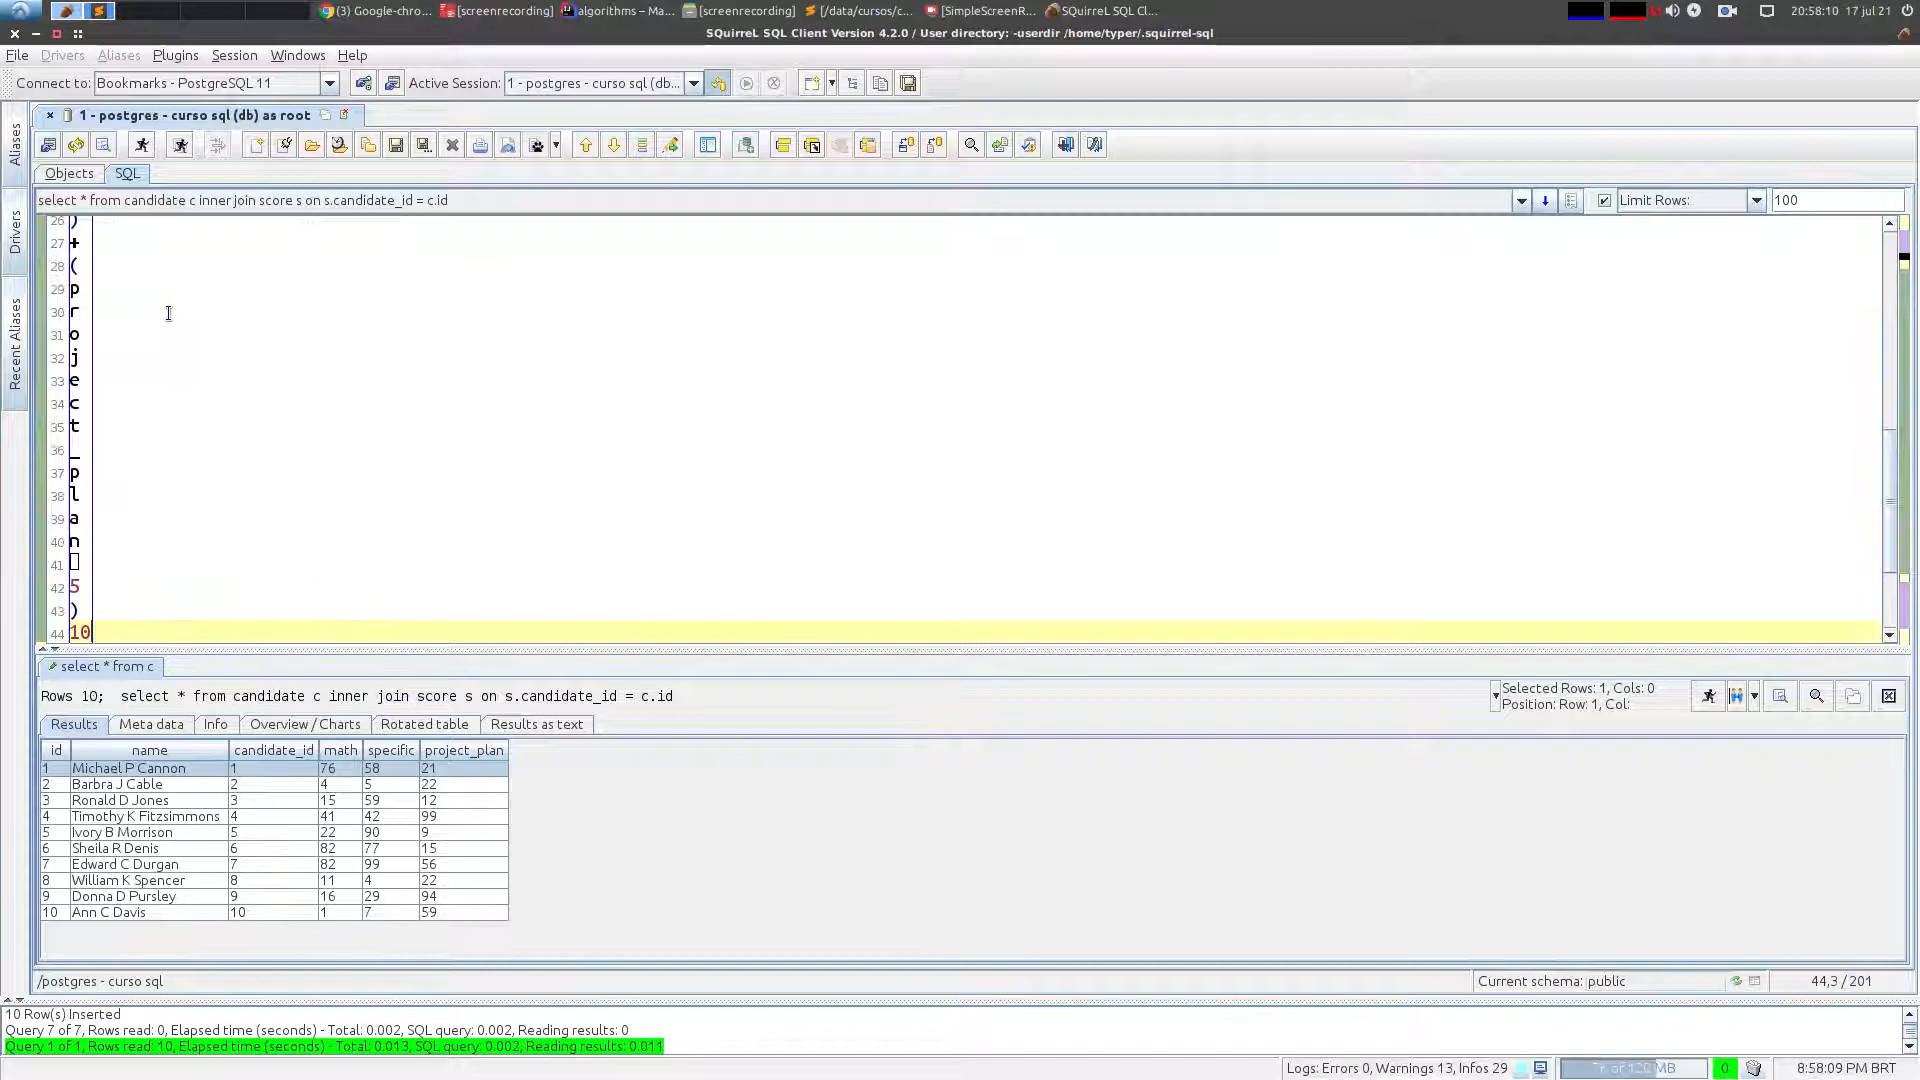 (3) Google-chro... [screenrecording] algorithms – Ma... [screenrecording] [/data/cursos/c... [SimpleScreenR... SQuirreL SQL Cl... 20:58:10 17 jul 21
SQuirreL SQL Client Version 4.2.0 / User directory: -userdir /home/typer/.squirrel-sql
File Drivers Aliases Plugins Session Windows Help
Connect to: Bookmarks - PostgreSQL 11 Active Session: 1 - postgres - curso sql (db...
1 - postgres - curso sql (db) as root
Aliases
Drivers
Recent Aliases
Objects SQL
select * from candidate c inner join score s on s.candidate_id = c.id Limit Rows: 100
26 )
27 +
28 (
29 p
30 r
31 o
32 j
33 e
34 c
35 t
36 _
37 p
38 l
39 a
40 n
41
42 5
43 )
44 10
select * from c
Rows 10; select * from candidate c inner join score s on s.candidate_id = c.id
Selected Rows: 1, Cols: 0
Position: Row: 1, Col:
Results Meta data Info Overview / Charts Rotated table Results as text
id name candidate_id math specific project_plan
1 Michael P Cannon 1 76 58 21
2 Barbra J Cable 2 4 5 22
3 Ronald D Jones 3 15 59 12
4 Timothy K Fitzsimmons 4 41 42 99
5 Ivory B Morrison 5 22 90 9
6 Sheila R Denis 6 82 77 15
7 Edward C Durgan 7 82 99 56
8 William K Spencer 8 11 4 22
9 Donna D Pursley 9 16 29 94
10 Ann C Davis 10 1 7 59
/postgres - curso sql Current schema: public 44,3 / 201
10 Row(s) Inserted
Query 7 of 7, Rows read: 0, Elapsed time (seconds) - Total: 0.002, SQL query: 0.002, Reading results: 0
Query 1 of 1, Rows read: 10, Elapsed time (seconds) - Total: 0.013, SQL query: 0.002, Reading results: 0.011
Logs: Errors 0, Warnings 13, Infos 29 of 120 MB 0 8:58:09 PM BRT